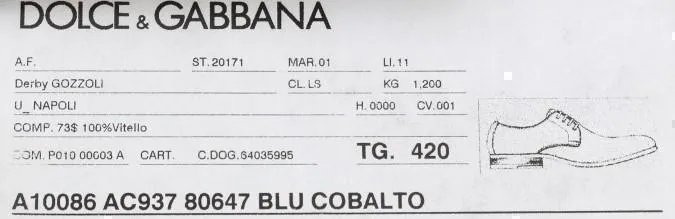 DOLCE & GABBANA
A.F. ST.20171 MAR.01 LI.11
Derby GOZZOLI CL.LS KG 1,200
U_NAPOLI H.0000 CV.001
COMP. 73$ 100%Vitello
COM. P010 00003 A CART. C.DOG.64035995 TG. 420
A10086 AC937 80647 BLU COBALTO